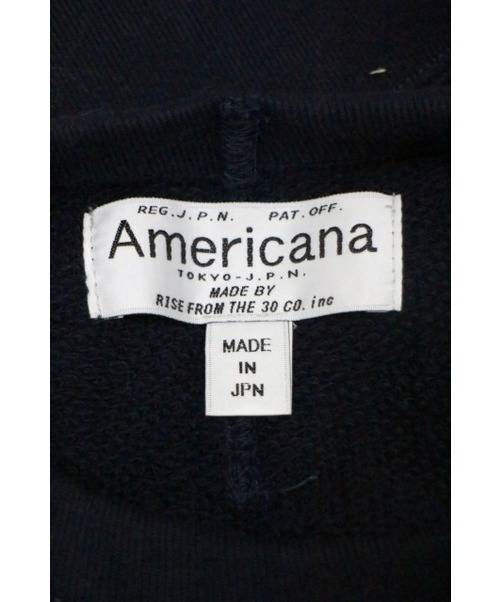 REG.J.P.N. PAT.OFF.
Americana
TOKYO-J.P.N.
MADE BY
RISE FROM THE 30 CO. inc
MADE
IN
JPN